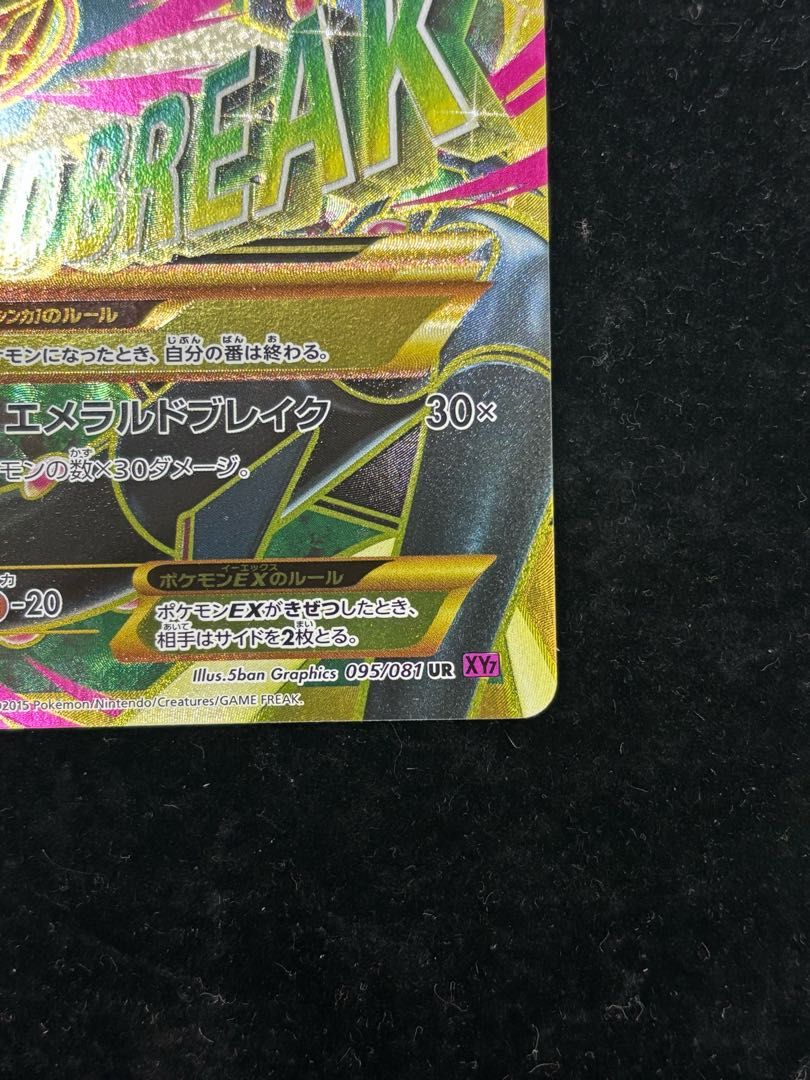 D BREAK
シンカ]のルール
じぶん ばん お
モンになったとき、自分の番は終わる。
エメラルドブレイク 30×
かず
モンの数×30ダメージ。
力
-20
イーエックス
ポケモンEXのルール
ポケモンEXがきぜつしたとき、
あいて まい
相手はサイドを2枚とる。
Illus.5ban Graphics 095/081 UR XY7
©2015 Pokémon/Nintendo/Creatures/GAME FREAK.